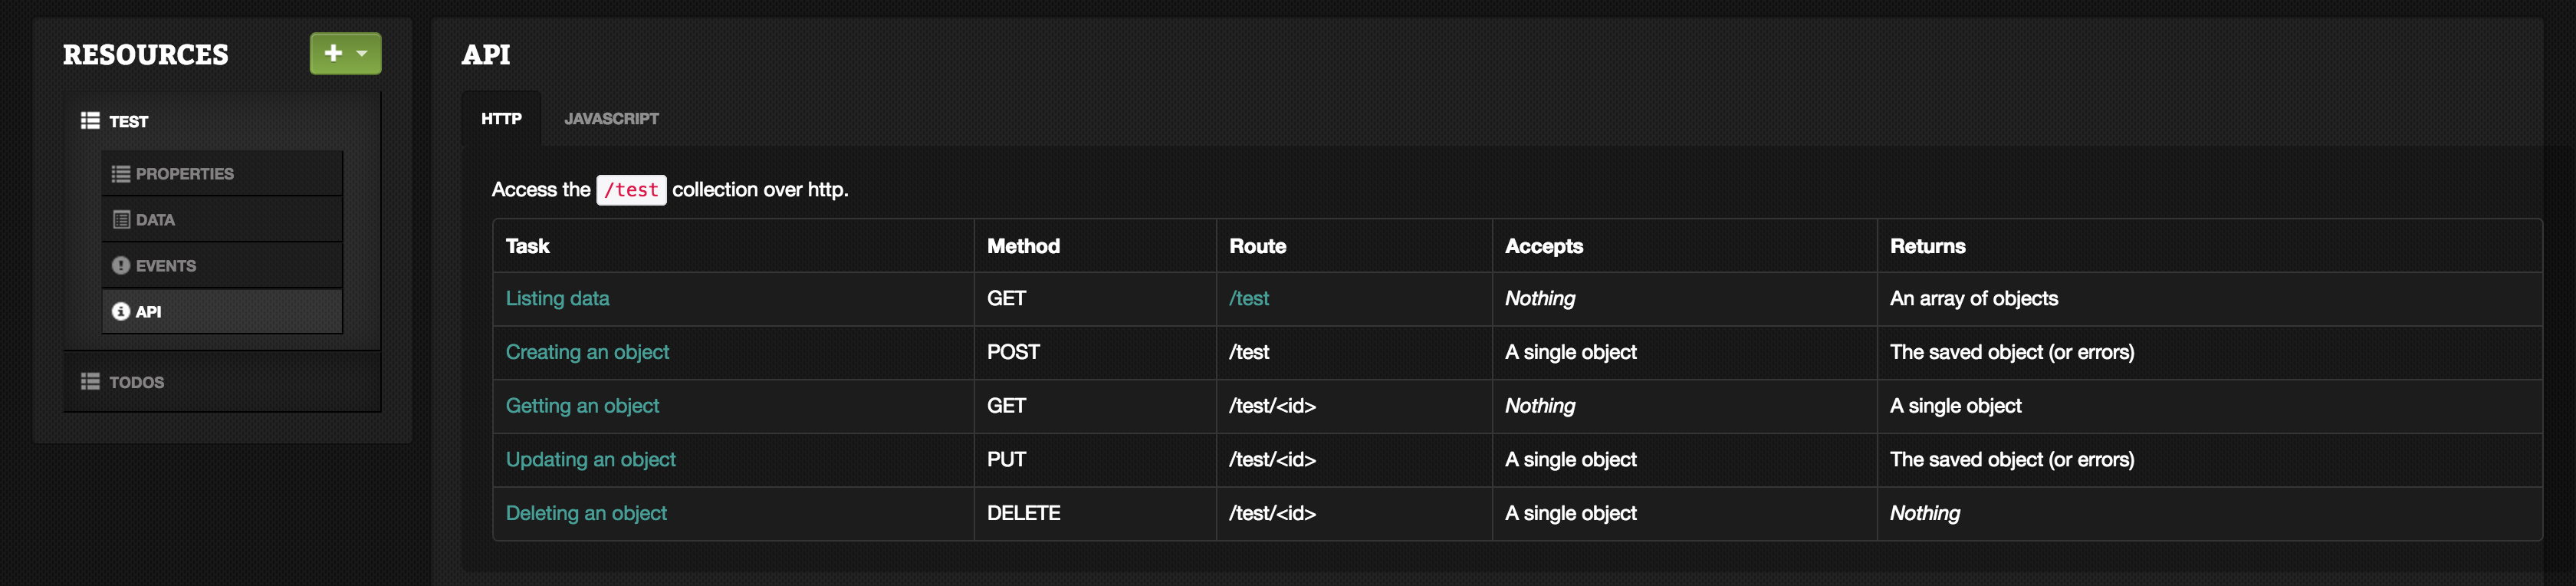 RESOURCES
TEST
PROPERTIES
DATA
EVENTS
API
TODOS
API
HTTP JAVASCRIPT
Access the /test collection over http.
Task Method Route Accepts Returns
Listing data GET /test Nothing An array of objects
Creating an object POST /test A single object The saved object (or errors)
Getting an object GET /test/<id> Nothing A single object
Updating an object PUT /test/<id> A single object The saved object (or errors)
Deleting an object DELETE /test/<id> A single object Nothing